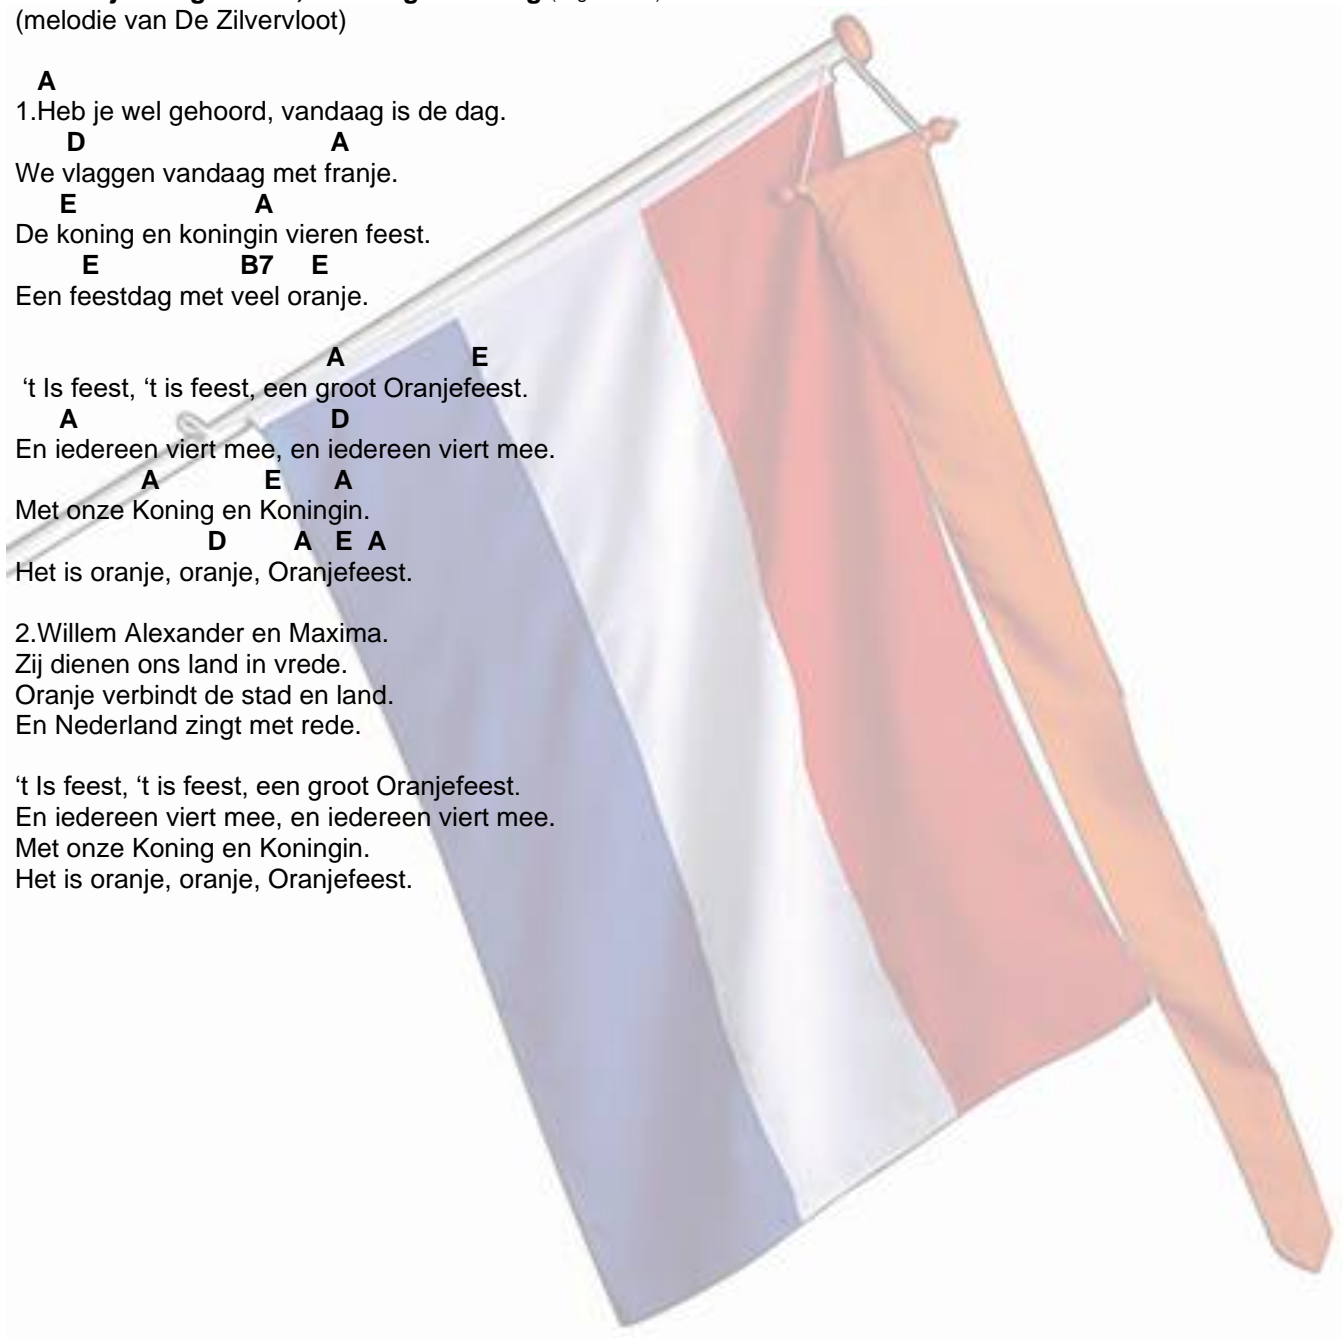 (melodie van De Zilvervloot)
A
1.Heb je wel gehoord, vandaag is de dag.
D A
We vlaggen vandaag met franje.
E A
De koning en koningin vieren feest.
E B7 E
Een feestdag met veel oranje.
A E
‘t Is feest, ‘t is feest, een groot Oranjefeest.
A D
En iedereen viert mee, en iedereen viert mee.
A E A
Met onze Koning en Koningin.
D A E A
Het is oranje, oranje, Oranjefeest.
2.Willem Alexander en Maxima.
Zij dienen ons land in vrede.
Oranje verbindt de stad en land.
En Nederland zingt met rede.
‘t Is feest, ‘t is feest, een groot Oranjefeest.
En iedereen viert mee, en iedereen viert mee.
Met onze Koning en Koningin.
Het is oranje, oranje, Oranjefeest.